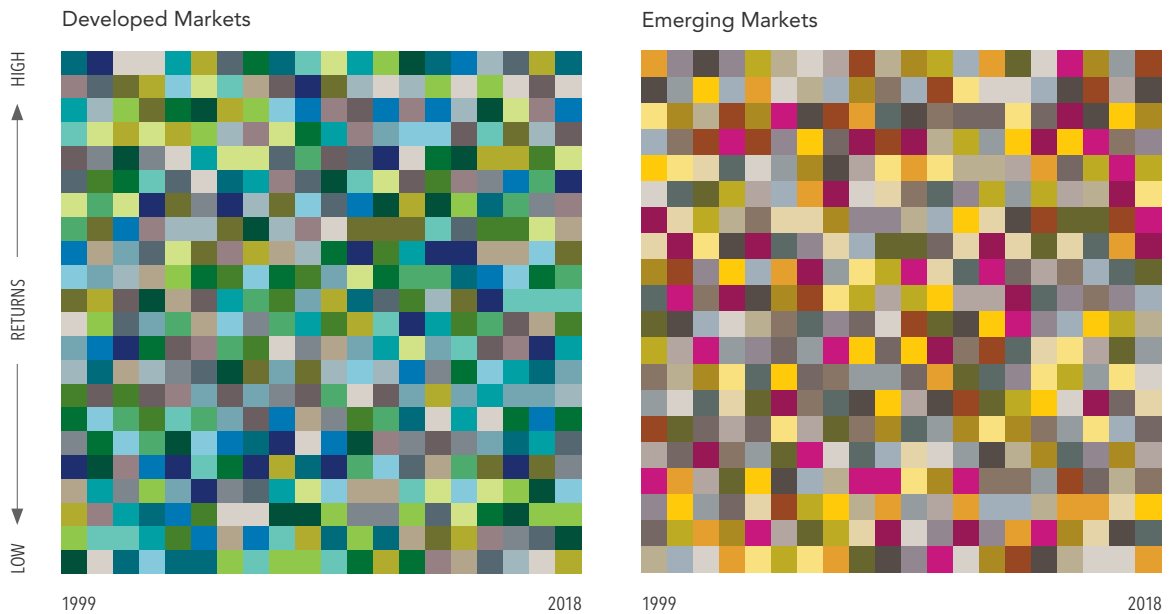 Developed Markets
Emerging Markets
HIGH
RETURNS
LOW
1999
2018
1999
2018